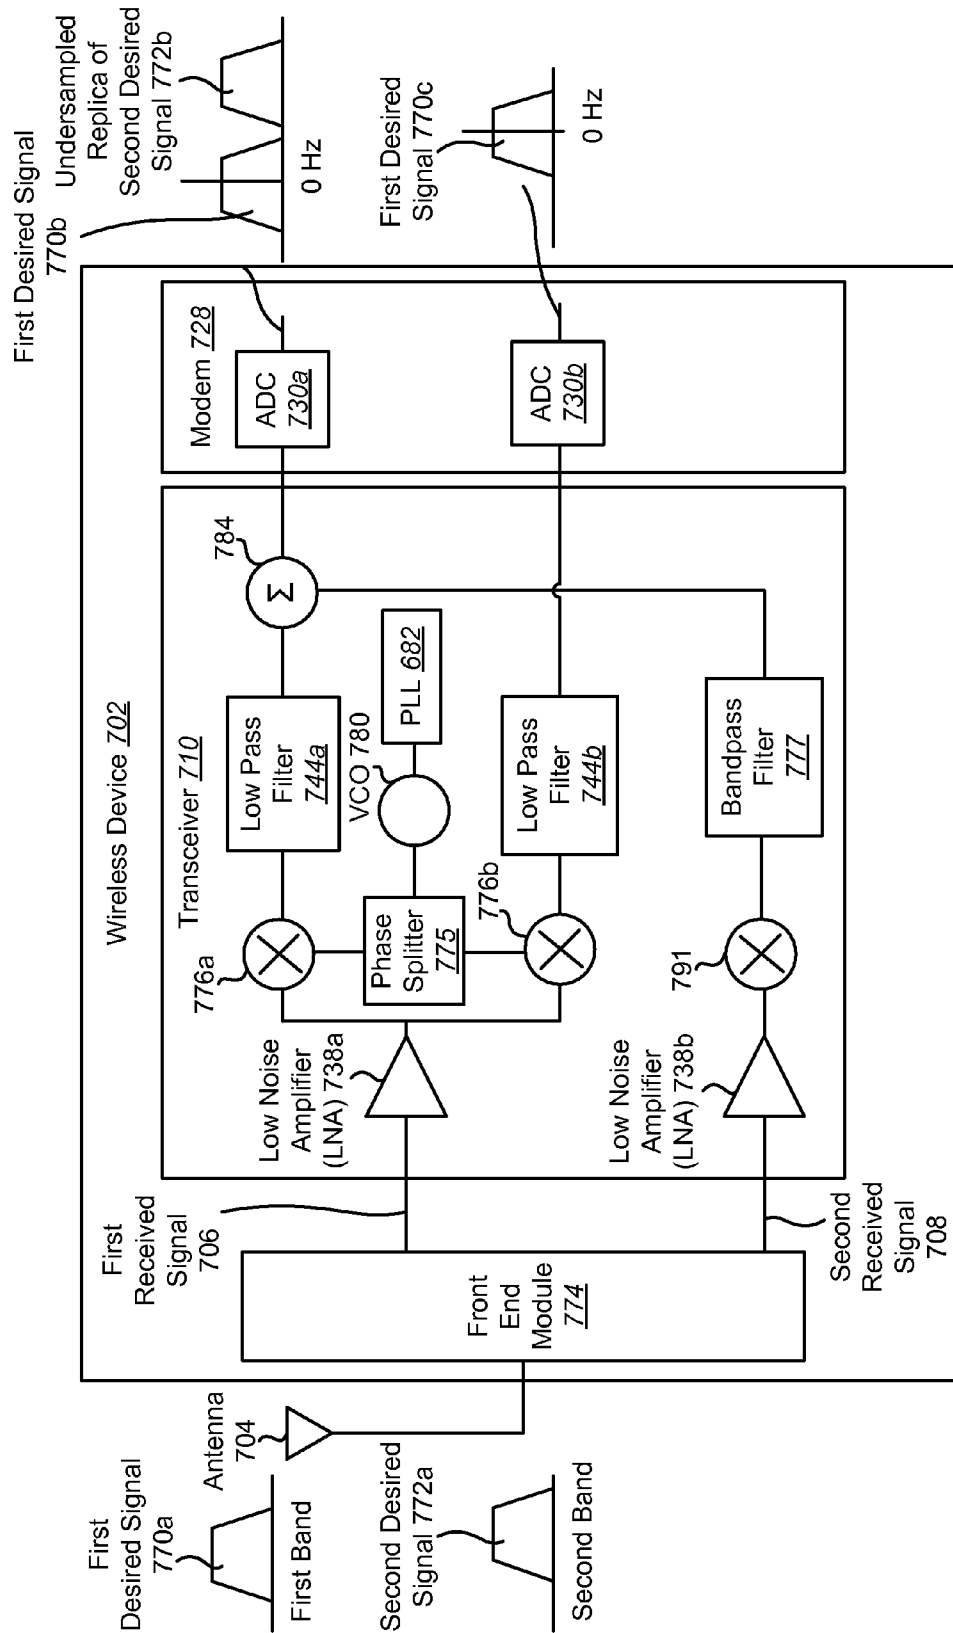 First
Desired Signal
770a
First Band
Second Desired
Signal 772a
Second Band
Antenna
704
Wireless Device 702
Front
End
Module
774
First
Received
Signal
706
Second
Received
Signal
708
Transceiver 710
Low Noise
Amplifier
(LNA) 738a
Low Noise
Amplifier
(LNA) 738b
776a
Phase
Splitter
775
776b
791
Low Pass
Filter
744a
VCO 780
PLL 682
Low Pass
Filter
744b
Bandpass
Filter
777
784
Σ
Modem 728
ADC
730a
ADC
730b
First Desired Signal
770b
Undersampled
Replica of
Second Desired
Signal 772b
0 Hz
First Desired
Signal 770c
0 Hz